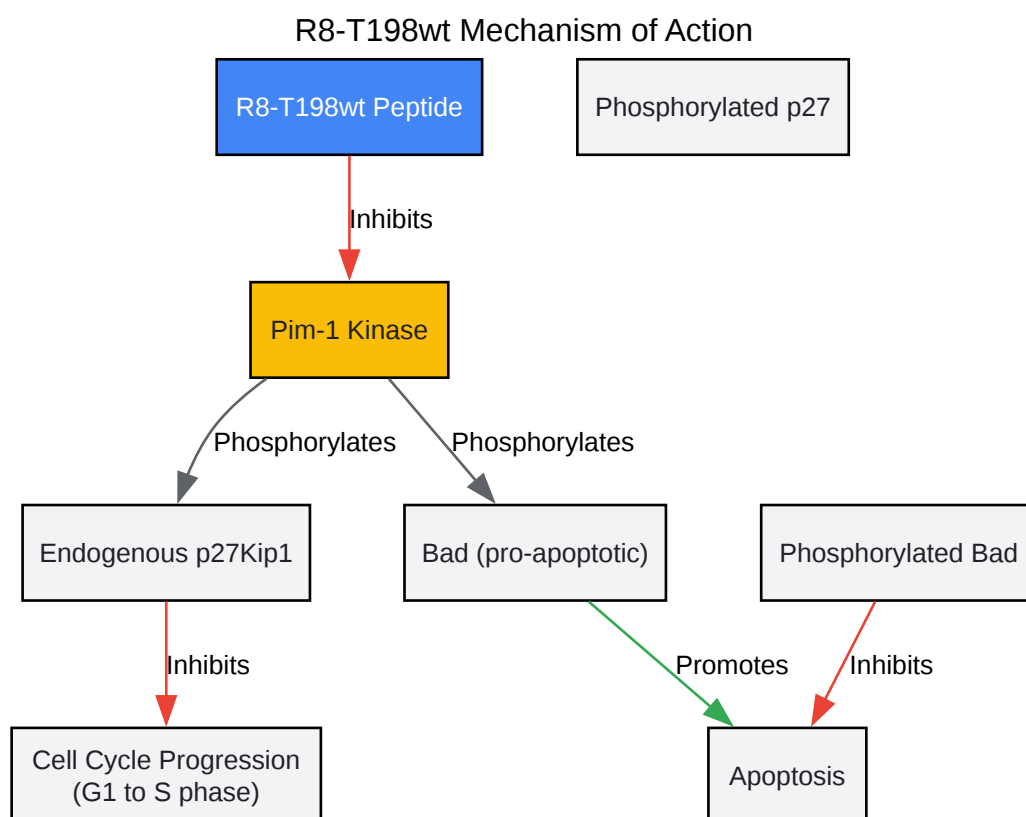 R8-T198wt Mechanism of Action
R8-T198wt Peptide
Phosphorylated p27
Inhibits
Pim-1 Kinase
Phosphorylates
Phosphorylates
Endogenous p27Kip1
Bad (pro-apoptotic)
Phosphorylated Bad
Inhibits
Promotes
Inhibits
Cell Cycle Progression
(G1 to S phase)
Apoptosis